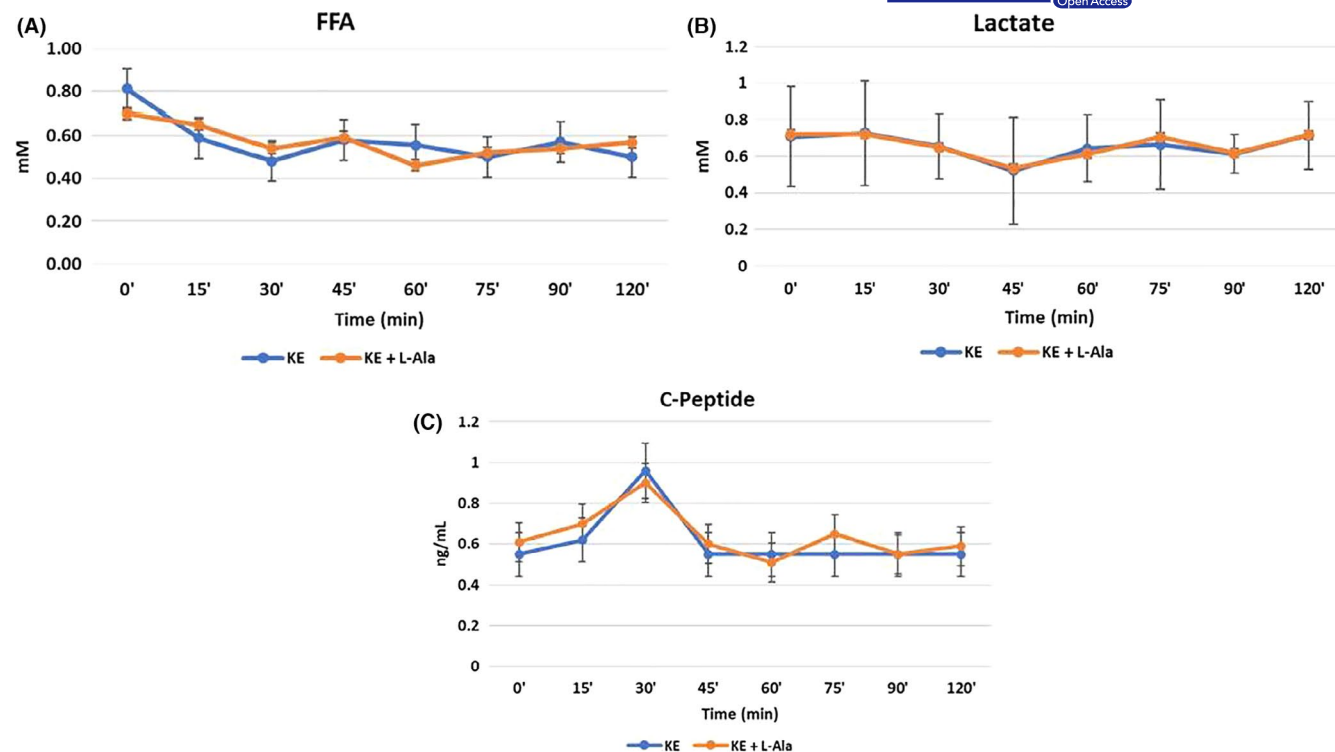 Open Access
(A)
FFA
1.00
0.80
0.60
0.40
0.20
0.00
mM
0' 15' 30' 45' 60' 75' 90' 120'
Time (min)
KE KE + L-Ala
(B)
Lactate
1.2
1
0.8
0.6
0.4
0.2
0
mM
0' 15' 30' 45' 60' 75' 90' 120'
Time (min)
KE KE + L-Ala
(C)
C-Peptide
1.2
1
0.8
0.6
0.4
0.2
0
ng/mL
0' 15' 30' 45' 60' 75' 90' 120'
Time (min)
KE KE + L-Ala